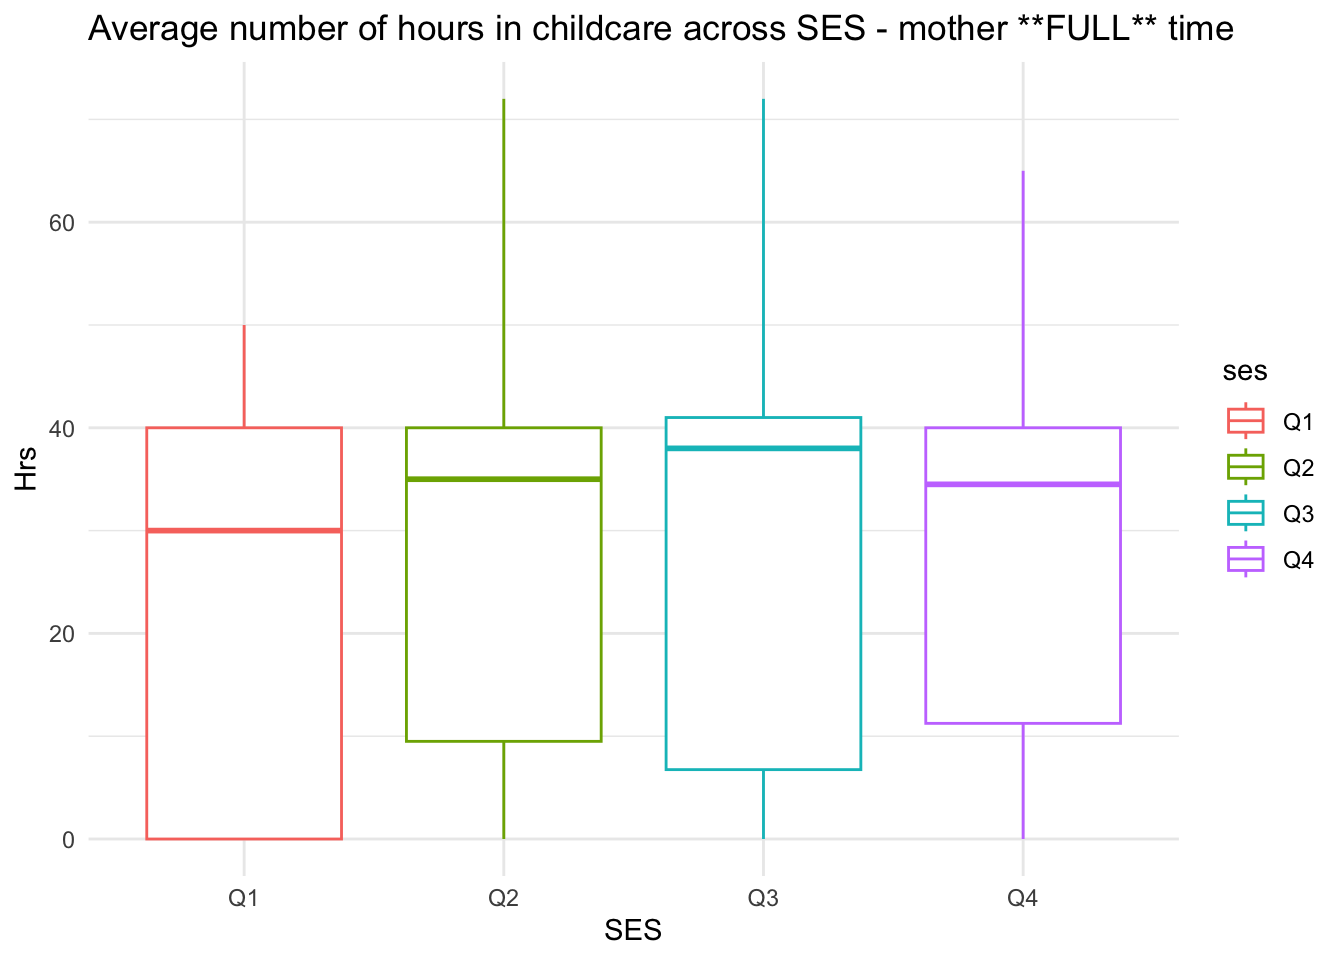 Average number of hours in childcare across SES - mother **FULL** time
60
40
20
0
Hrs
Q1
Q2
Q3
Q4
SES
ses
Q1
Q2
Q3
Q4